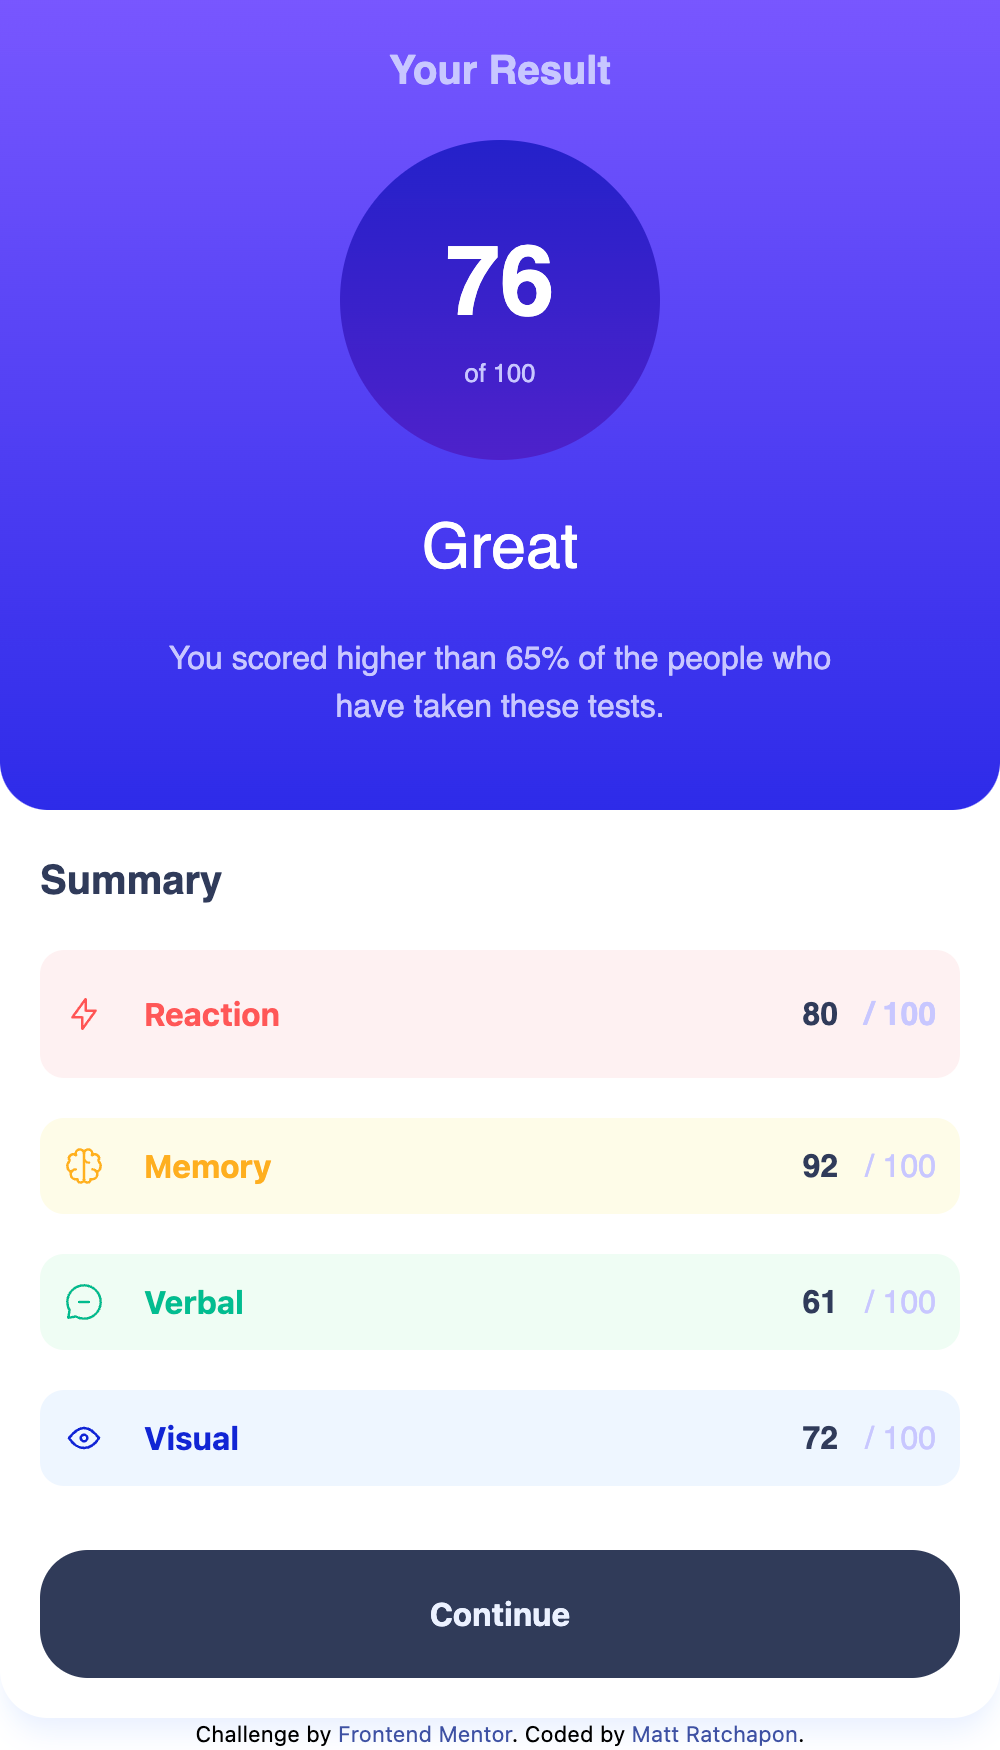 Your Result
76
of 100
Great
You scored higher than 65% of the people who
have taken these tests.
Summary
Reaction 80 / 100
Memory 92 / 100
Verbal 61 / 100
Visual 72 / 100
Continue
Challenge by Frontend Mentor. Coded by Matt Ratchapon.